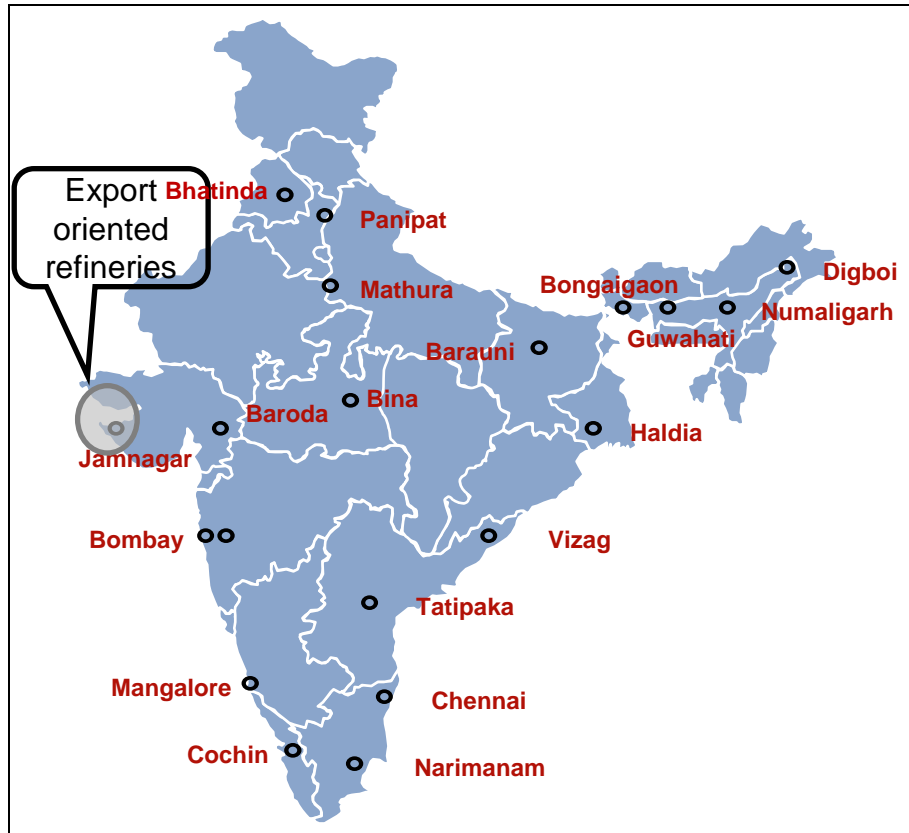 Export
oriented
refineries
Bhatinda
Panipat
Mathura
Bongaigaon
Digboi
Numaligarh
Guwahati
Barauni
Bina
Baroda
Haldia
Jamnagar
Bombay
Vizag
Tatipaka
Mangalore
Chennai
Cochin
Narimanam